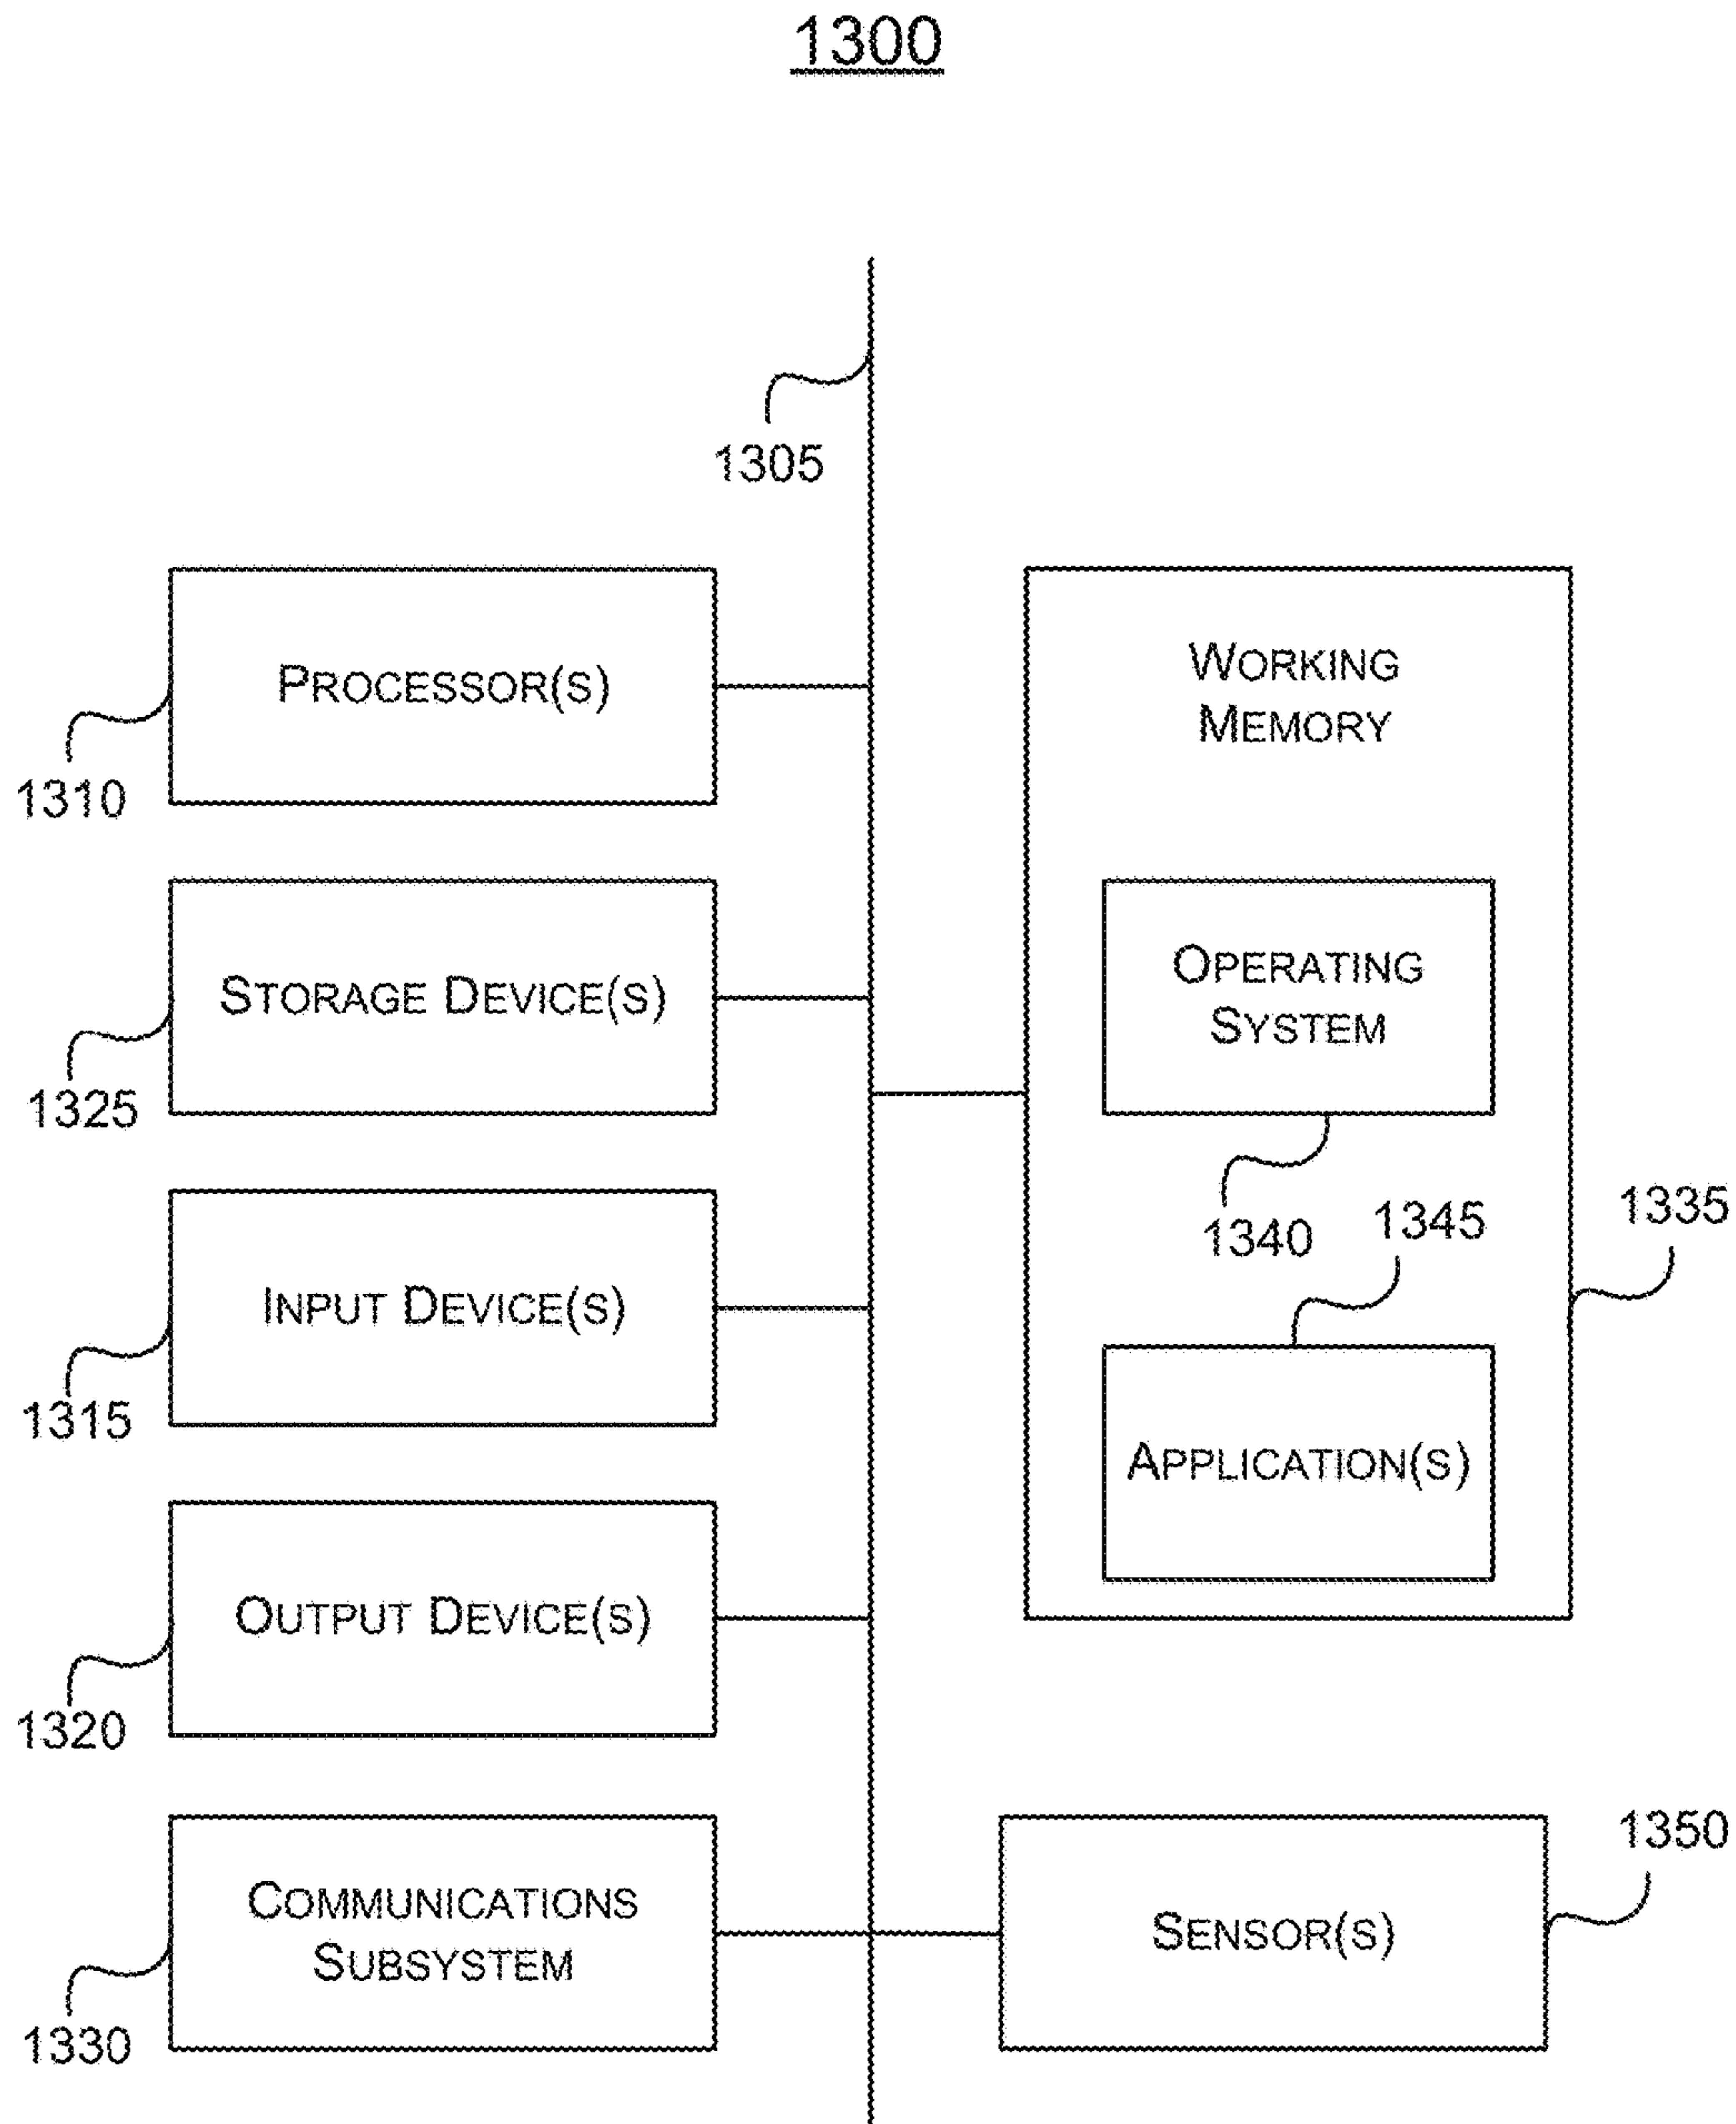 1300
1305
PROCESSOR(S)
1310
STORAGE DEVICE(S)
1325
INPUT DEVICE(S)
1315
OUTPUT DEVICE(S)
1320
COMMUNICATIONS
SUBSYSTEM
1330
WORKING
MEMORY
OPERATING
SYSTEM
1340
1345
1335
APPLICATION(S)
1350
SENSOR(S)